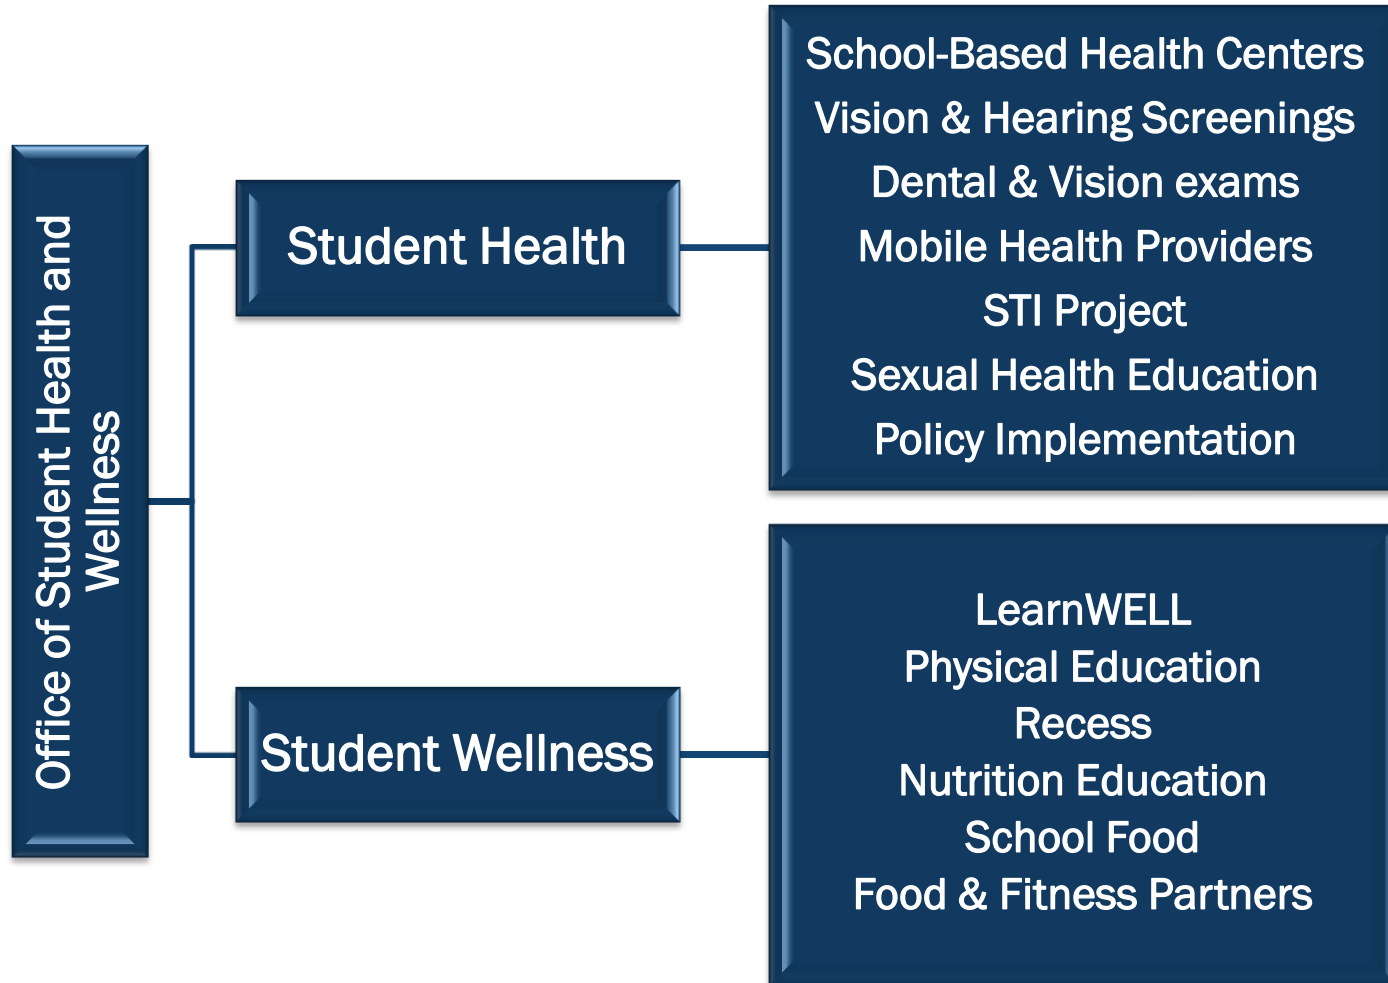 Office of Student Health and
Wellness
Student Health
School-Based Health Centers
Vision & Hearing Screenings
Dental & Vision exams
Mobile Health Providers
STI Project
Sexual Health Education
Policy Implementation
Student Wellness
LearnWELL
Physical Education
Recess
Nutrition Education
School Food
Food & Fitness Partners